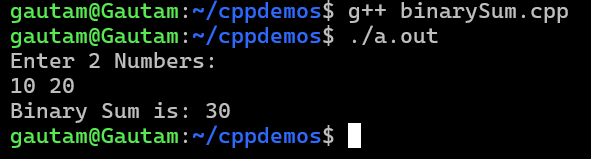 gautam@Gautam:~/cppdemos$ g++ binarySum.cpp
gautam@Gautam:~/cppdemos$ ./a.out
Enter 2 Numbers:
10 20
Binary Sum is: 30
gautam@Gautam:~/cppdemos$